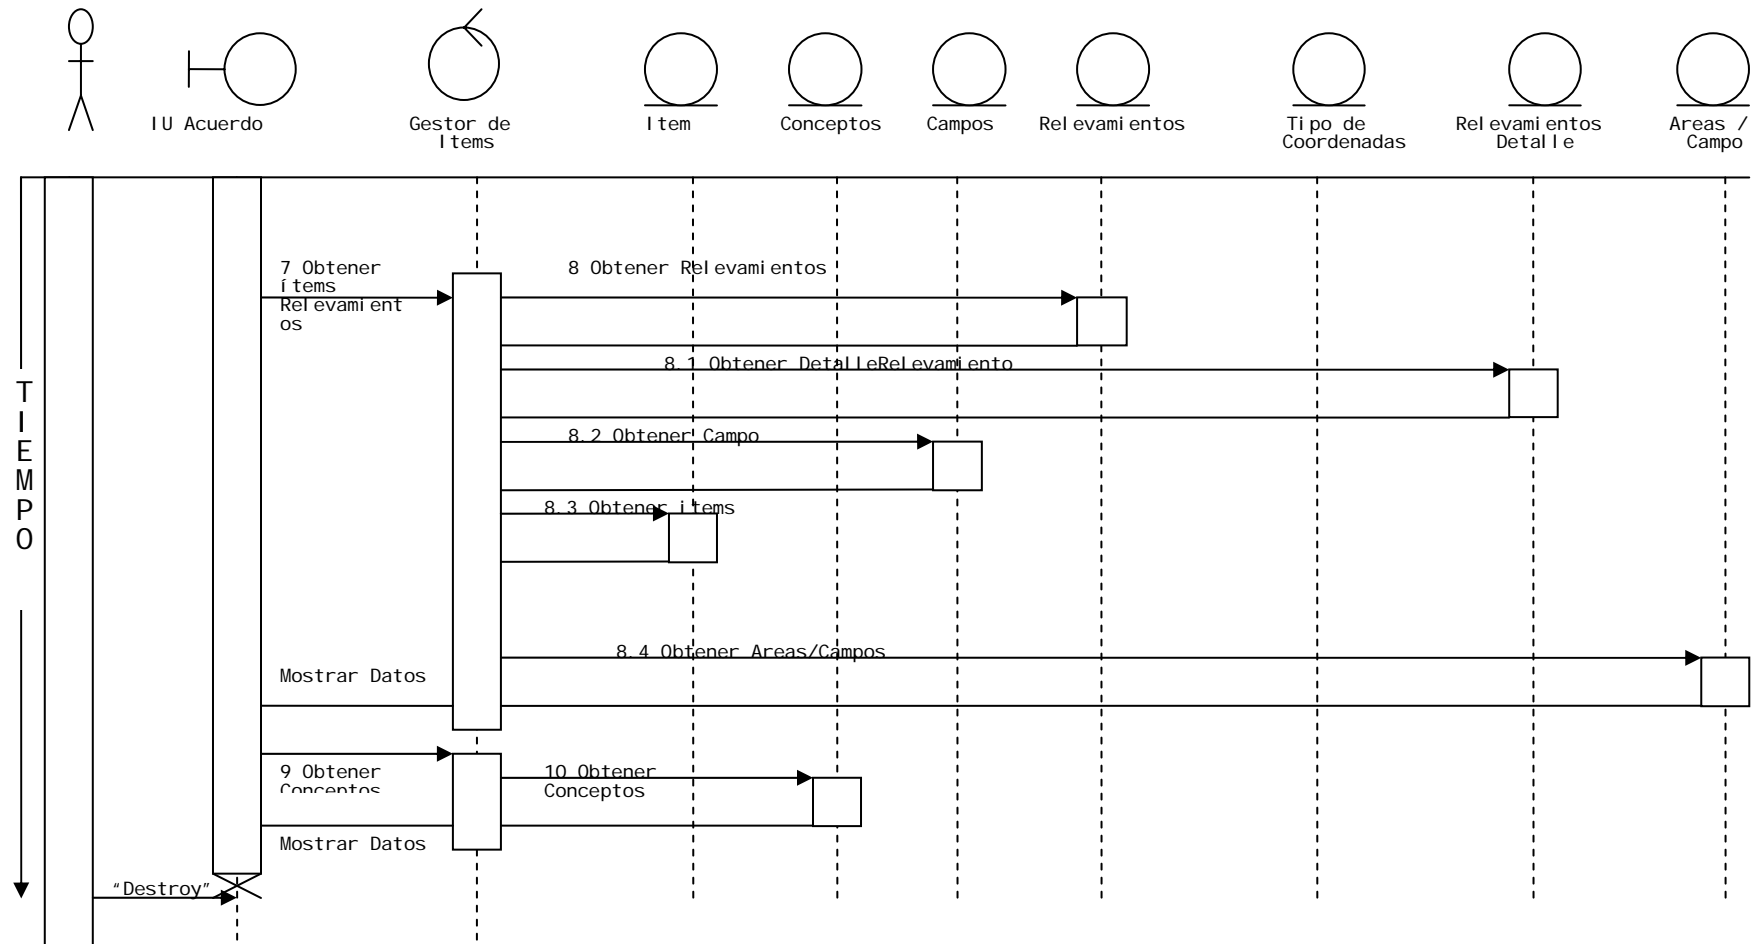 IU Acuerdo
Gestor de
Items
Item
Conceptos
Campos
Relevamientos
Tipo de
Coordenadas
Relevamientos
Detalle
Areas /
Campo
7 Obtener
ítems
Relevamient
os
8 Obtener Relevamientos
8.1 Obtener DetalleRelevamiento
8.2 Obtener Campo
8.3 Obtener items
8.4 Obtener Areas/Campos
Mostrar Datos
9 Obtener
Conceptos
10 Obtener
Conceptos
Mostrar Datos
"Destroy"
T
I
E
M
P
O